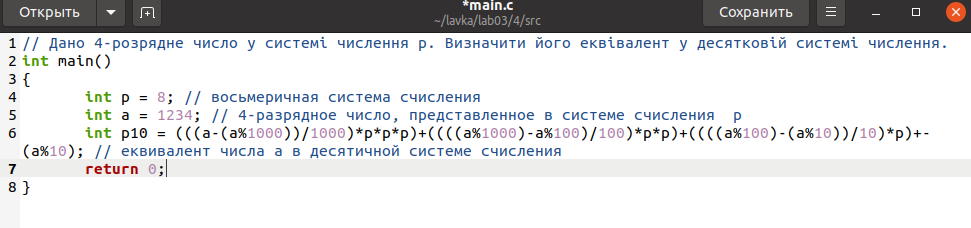 Открыть
*main.c
~/lavka/lab03/4/src
Сохранить
1 // Дано 4-розрядне число у системі числення p. Визначити його еквівалент у десятковій системі числення.
2 int main()
3 {
4 int p = 8; // восьмеричная система счисления
5 int a = 1234; // 4-разрядное число, представленное в системе счисления  p
6 int p10 = (((a-(a%1000))/1000)*p*p*p)+((((a%1000)-a%100)/100)*p*p)+((((a%100)-(a%10))/10)*p)+-
(a%10); // еквивалент числа a в десятичной системе счисления
7 return 0;
8 }